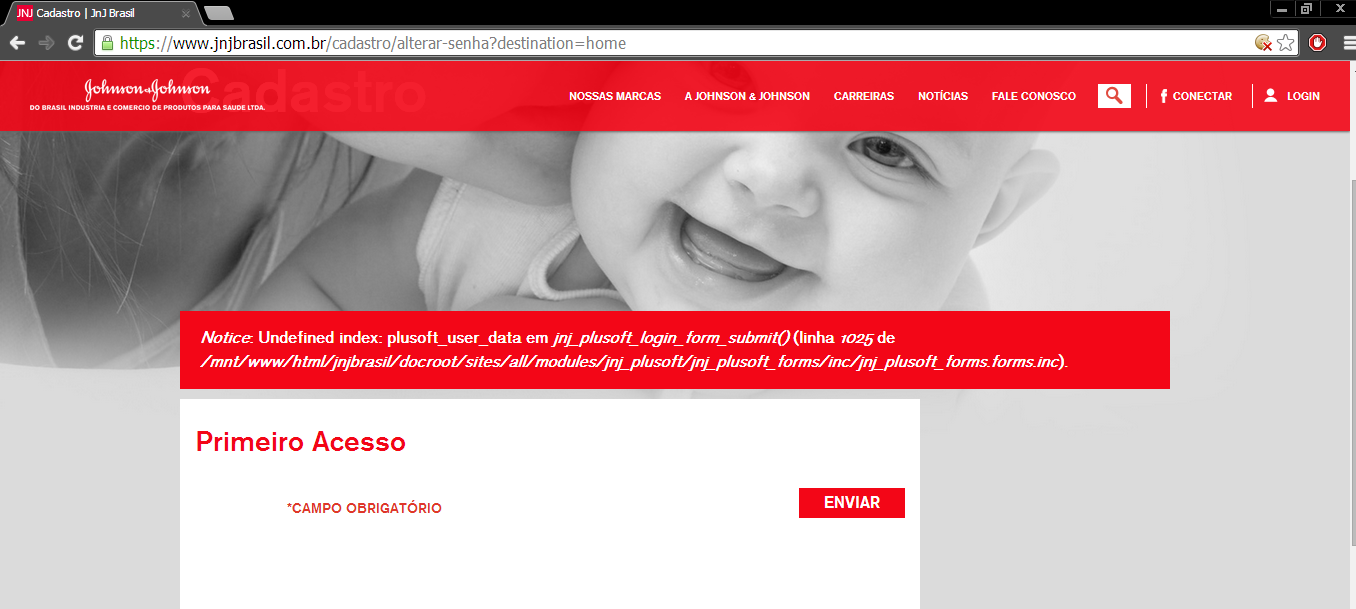 JNJ Cadastro | JnJ Brasil
https://www.jnjbrasil.com.br/cadastro/alterar-senha?destination=home
Cadastro
Johnson & Johnson
DO BRASIL INDUSTRIA E COMERCIO DE PRODUTOS PARA SAUDE LTDA.
NOSSAS MARCAS A JOHNSON & JOHNSON CARREIRAS NOTÍCIAS FALE CONOSCO f CONECTAR LOGIN
Notice: Undefined index: plusoft_user_data em jnj_plusoft_login_form_submit() (linha 1025 de
/mnt/www/html/jnjbrasil/docroot/sites/all/modules/jnj_plusoft/jnj_plusoft_forms/inc/jnj_plusoft_forms.forms.inc).
Primeiro Acesso
*CAMPO OBRIGATÓRIO ENVIAR